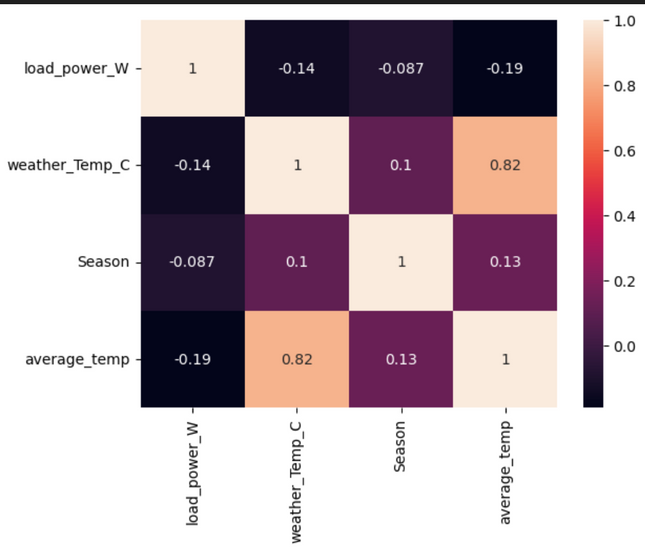 load_power_W 1 -0.14 -0.087 -0.19
weather_Temp_C -0.14 1 0.1 0.82
Season -0.087 0.1 1 0.13
average_temp -0.19 0.82 0.13 1
load_power_W
weather_Temp_C
Season
average_temp
1.0
0.8
0.6
0.4
0.2
0.0